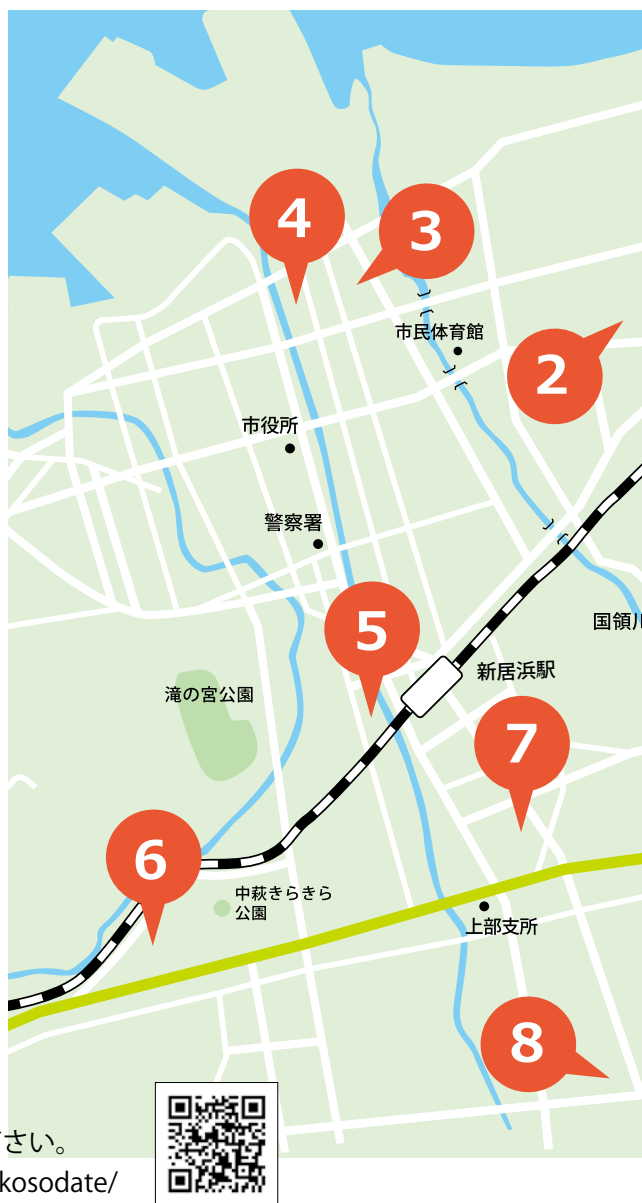 4
3
市民体育館
2
市役所
警察署
5
国領川
新居浜駅
滝の宮公園
7
6
中萩きらきら
公園
上部支所
8
さい。
kosodate/